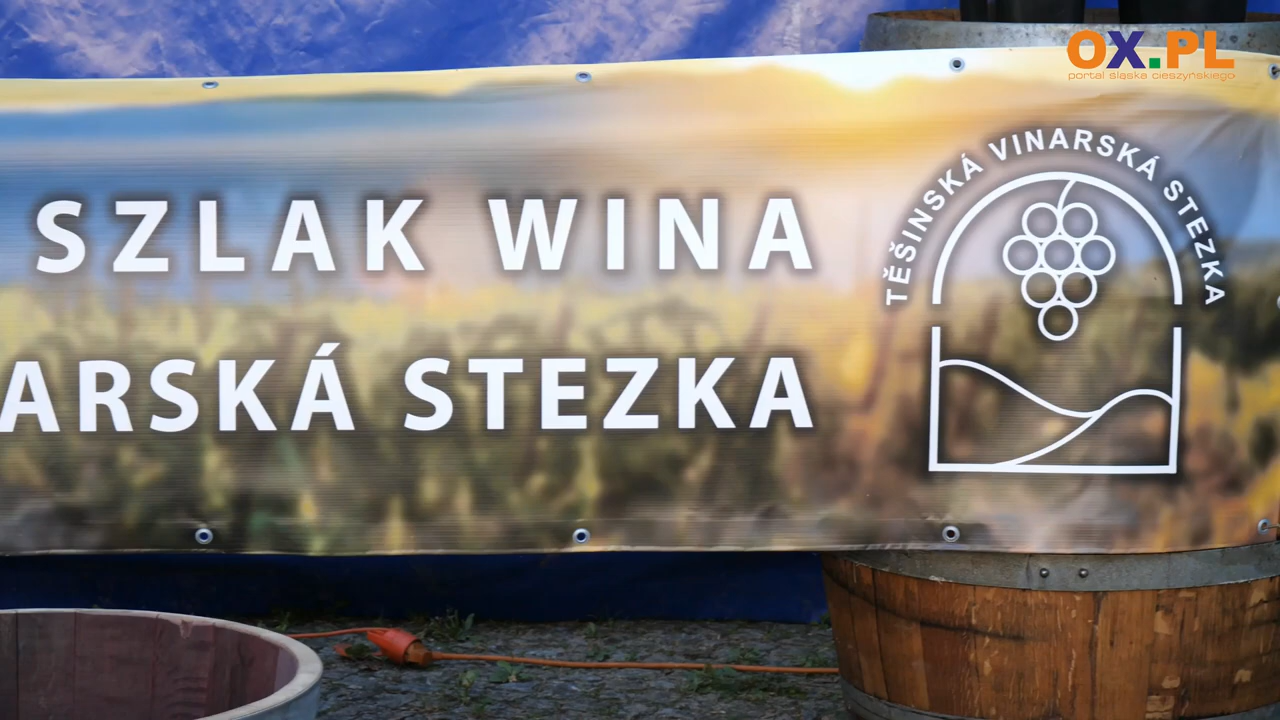 OX.PL
portal śląska cieszyńskiego
TĚŠINSKÁ VINARSKÁ STEZKA
SZLAK WINA
ARSKÁ STEZKA